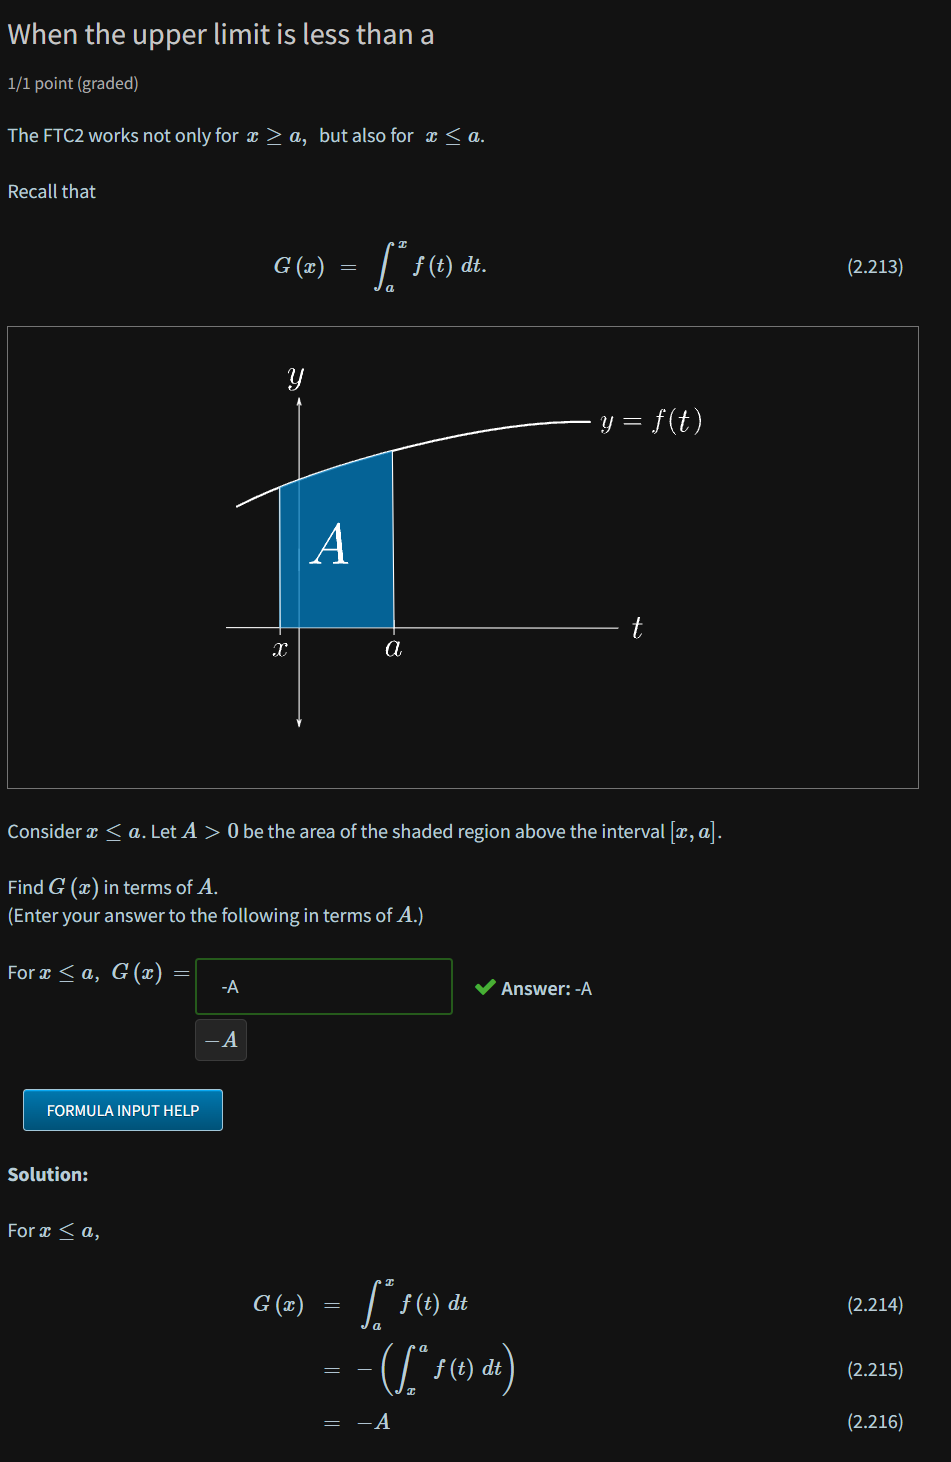 When the upper limit is less than a
1/1 point (graded)
The FTC2 works not only for x ≥ a, but also for x ≤ a.
Recall that
G (x) = ∫_a^x f (t) dt. (2.213)
y
y = f(t)
A
t
x a
Consider x ≤ a. Let A > 0 be the area of the shaded region above the interval [x, a].
Find G (x) in terms of A.
(Enter your answer to the following in terms of A.)
For x ≤ a, G (x) = -A ✔ Answer: -A
−A
FORMULA INPUT HELP
Solution:
For x ≤ a,
G (x) = ∫_a^x f (t) dt (2.214)
= − (∫_x^a f (t) dt) (2.215)
= −A (2.216)